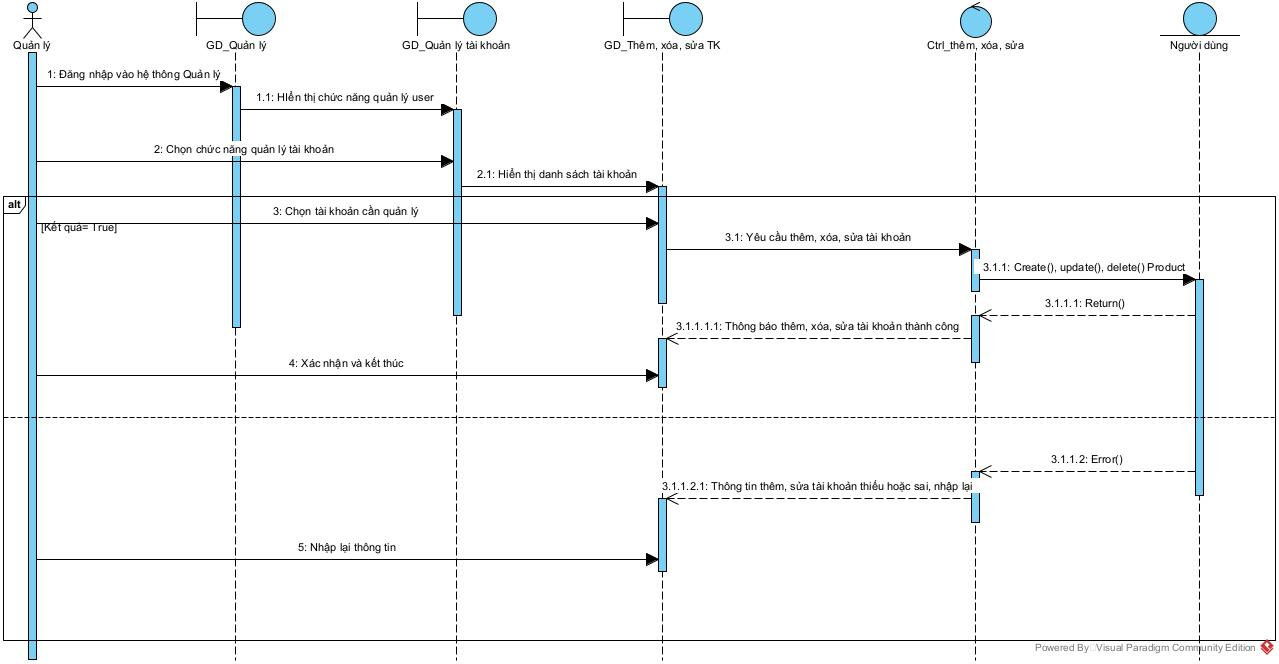 Quản lý
GD_Quản lý
GD_Quản lý tài khoản
GD_Thêm, xóa, sửa TK
Ctrl_thêm, xóa, sửa
Người dùng
1: Đăng nhập vào hệ thông Quản lý
1.1: HIển thị chức năng quản lý user
2: Chọn chức năng quản lý tài khoản
2.1: Hiển thị danh sách tài khoản
alt
3: Chọn tài khoản cần quản lý
[Kết quả= True]
3.1: Yêu cầu thêm, xóa, sửa tài khoản
3.1.1: Create(), update(), delete() Product
3.1.1.1: Return()
3.1.1.1.1: Thông báo thêm, xóa, sửa tài khoản thành công
4: Xác nhận và kết thúc
3.1.1.2: Error()
3.1.1.2.1: Thông tin thêm, sửa tài khoản thiếu hoặc sai, nhập lại
5: Nhập lại thông tin
Powered By Visual Paradigm Community Edition